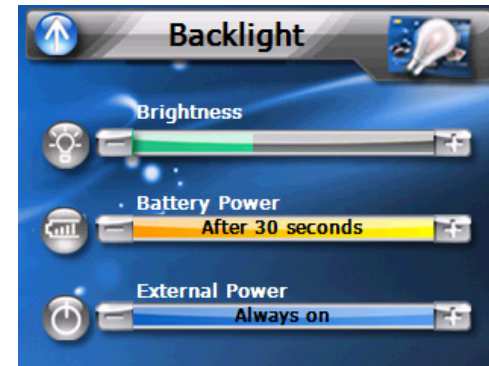 Backlight
Brightness
Battery Power
After 30 seconds
External Power
Always on